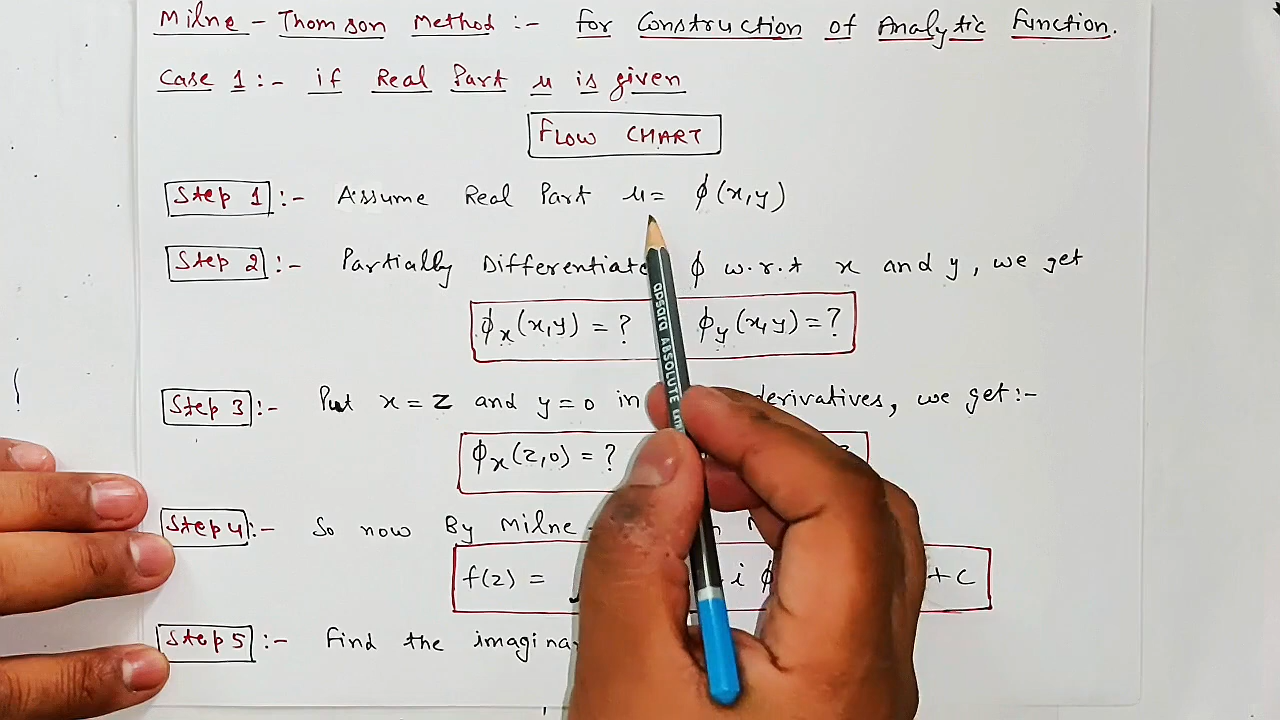 Milne - Thomson Method :- for Construction of Analytic Function.
Case 1 :- if Real Part u is given
FLOW CHART
Step 1 :- Assume Real Part u = ϕ(x,y)
Step 2 :- Partially Differentiate ϕ w.r.t x and y, we get
ϕx(x,y) = ? ϕy(x,y) = ?
Step 3 :- Put x = z and y = 0 in derivatives, we get :-
ϕx(z,0) = ?
Step 4 :- So now By Milne -
f(z) = i ϕ + C
Step 5 :- Find the
apsara ABSOLUTE